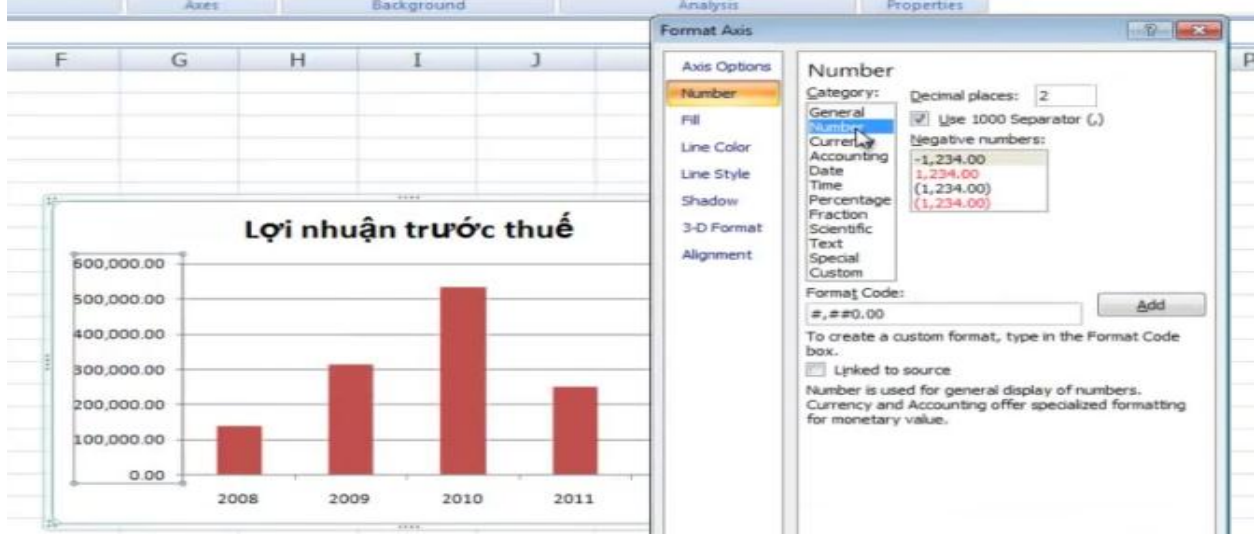 Axes Background Analysis Properties
Format Axis
F G H I J P
Axis Options
Number
Fill
Line Color
Line Style
Shadow
3-D Format
Alignment
Number
Category:
General
Number
Currency
Accounting
Date
Time
Percentage
Fraction
Scientific
Text
Special
Custom
Decimal places: 2
Use 1000 Separator (,)
Negative numbers:
-1,234.00
1,234.00
(1,234.00)
(1,234.00)
Format Code:
#,##0.00
Add
To create a custom format, type in the Format Code
box.
Linked to source
Number is used for general display of numbers.
Currency and Accounting offer specialized formatting
for monetary value.
Lợi nhuận trước thuế
600,000.00
500,000.00
400,000.00
300,000.00
200,000.00
100,000.00
0.00
2008 2009 2010 2011